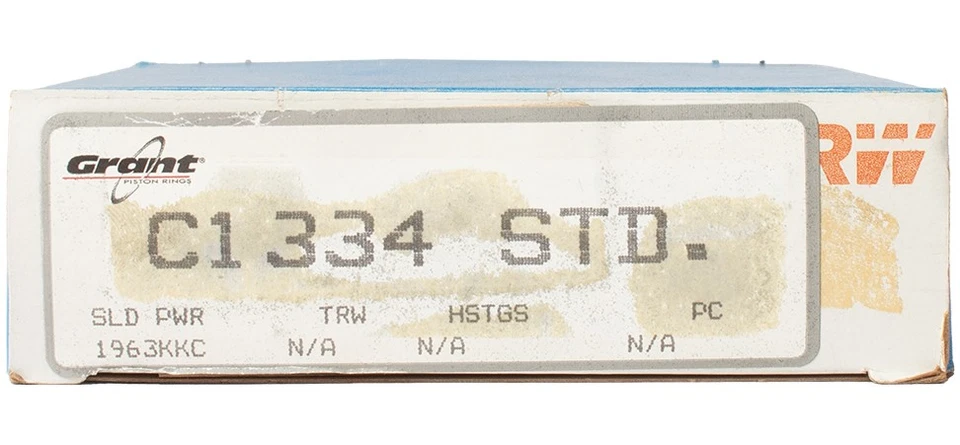 Grant®
PISTON RINGS
RW
C1334 STD.
SLD PWR TRW HSTGS PC
1963KKC N/A N/A N/A